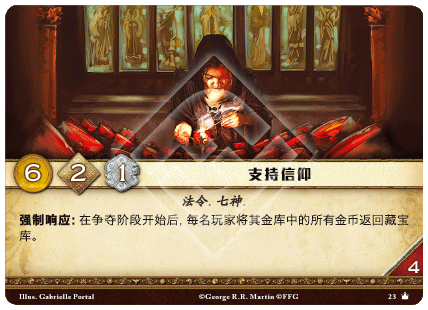 6 2 1 支持信仰
法令. 七神.
强制响应: 在争夺阶段开始后, 每名玩家将其金库中的所有金币返回藏宝
库。
4
Illus. Gabrielle Portal ©George R.R. Martin ©FFG 23